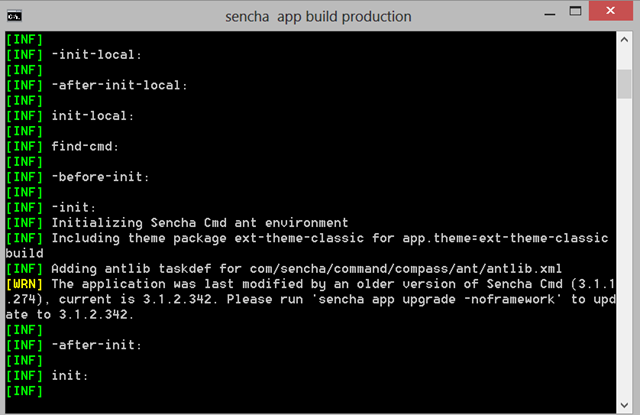 sencha  app build production
[INF]
[INF] -init-local:
[INF]
[INF] -after-init-local:
[INF]
[INF] init-local:
[INF]
[INF] find-cmd:
[INF]
[INF] -before-init:
[INF]
[INF] -init:
[INF] Initializing Sencha Cmd ant environment
[INF] Including theme package ext-theme-classic for app.theme=ext-theme-classic
build
[INF] Adding antlib taskdef for com/sencha/command/compass/ant/antlib.xml
[WRN] The application was last modified by an older version of Sencha Cmd (3.1.1
.274), current is 3.1.2.342. Please run 'sencha app upgrade -noframework' to upd
ate to 3.1.2.342.
[INF]
[INF] -after-init:
[INF]
[INF] init:
[INF]